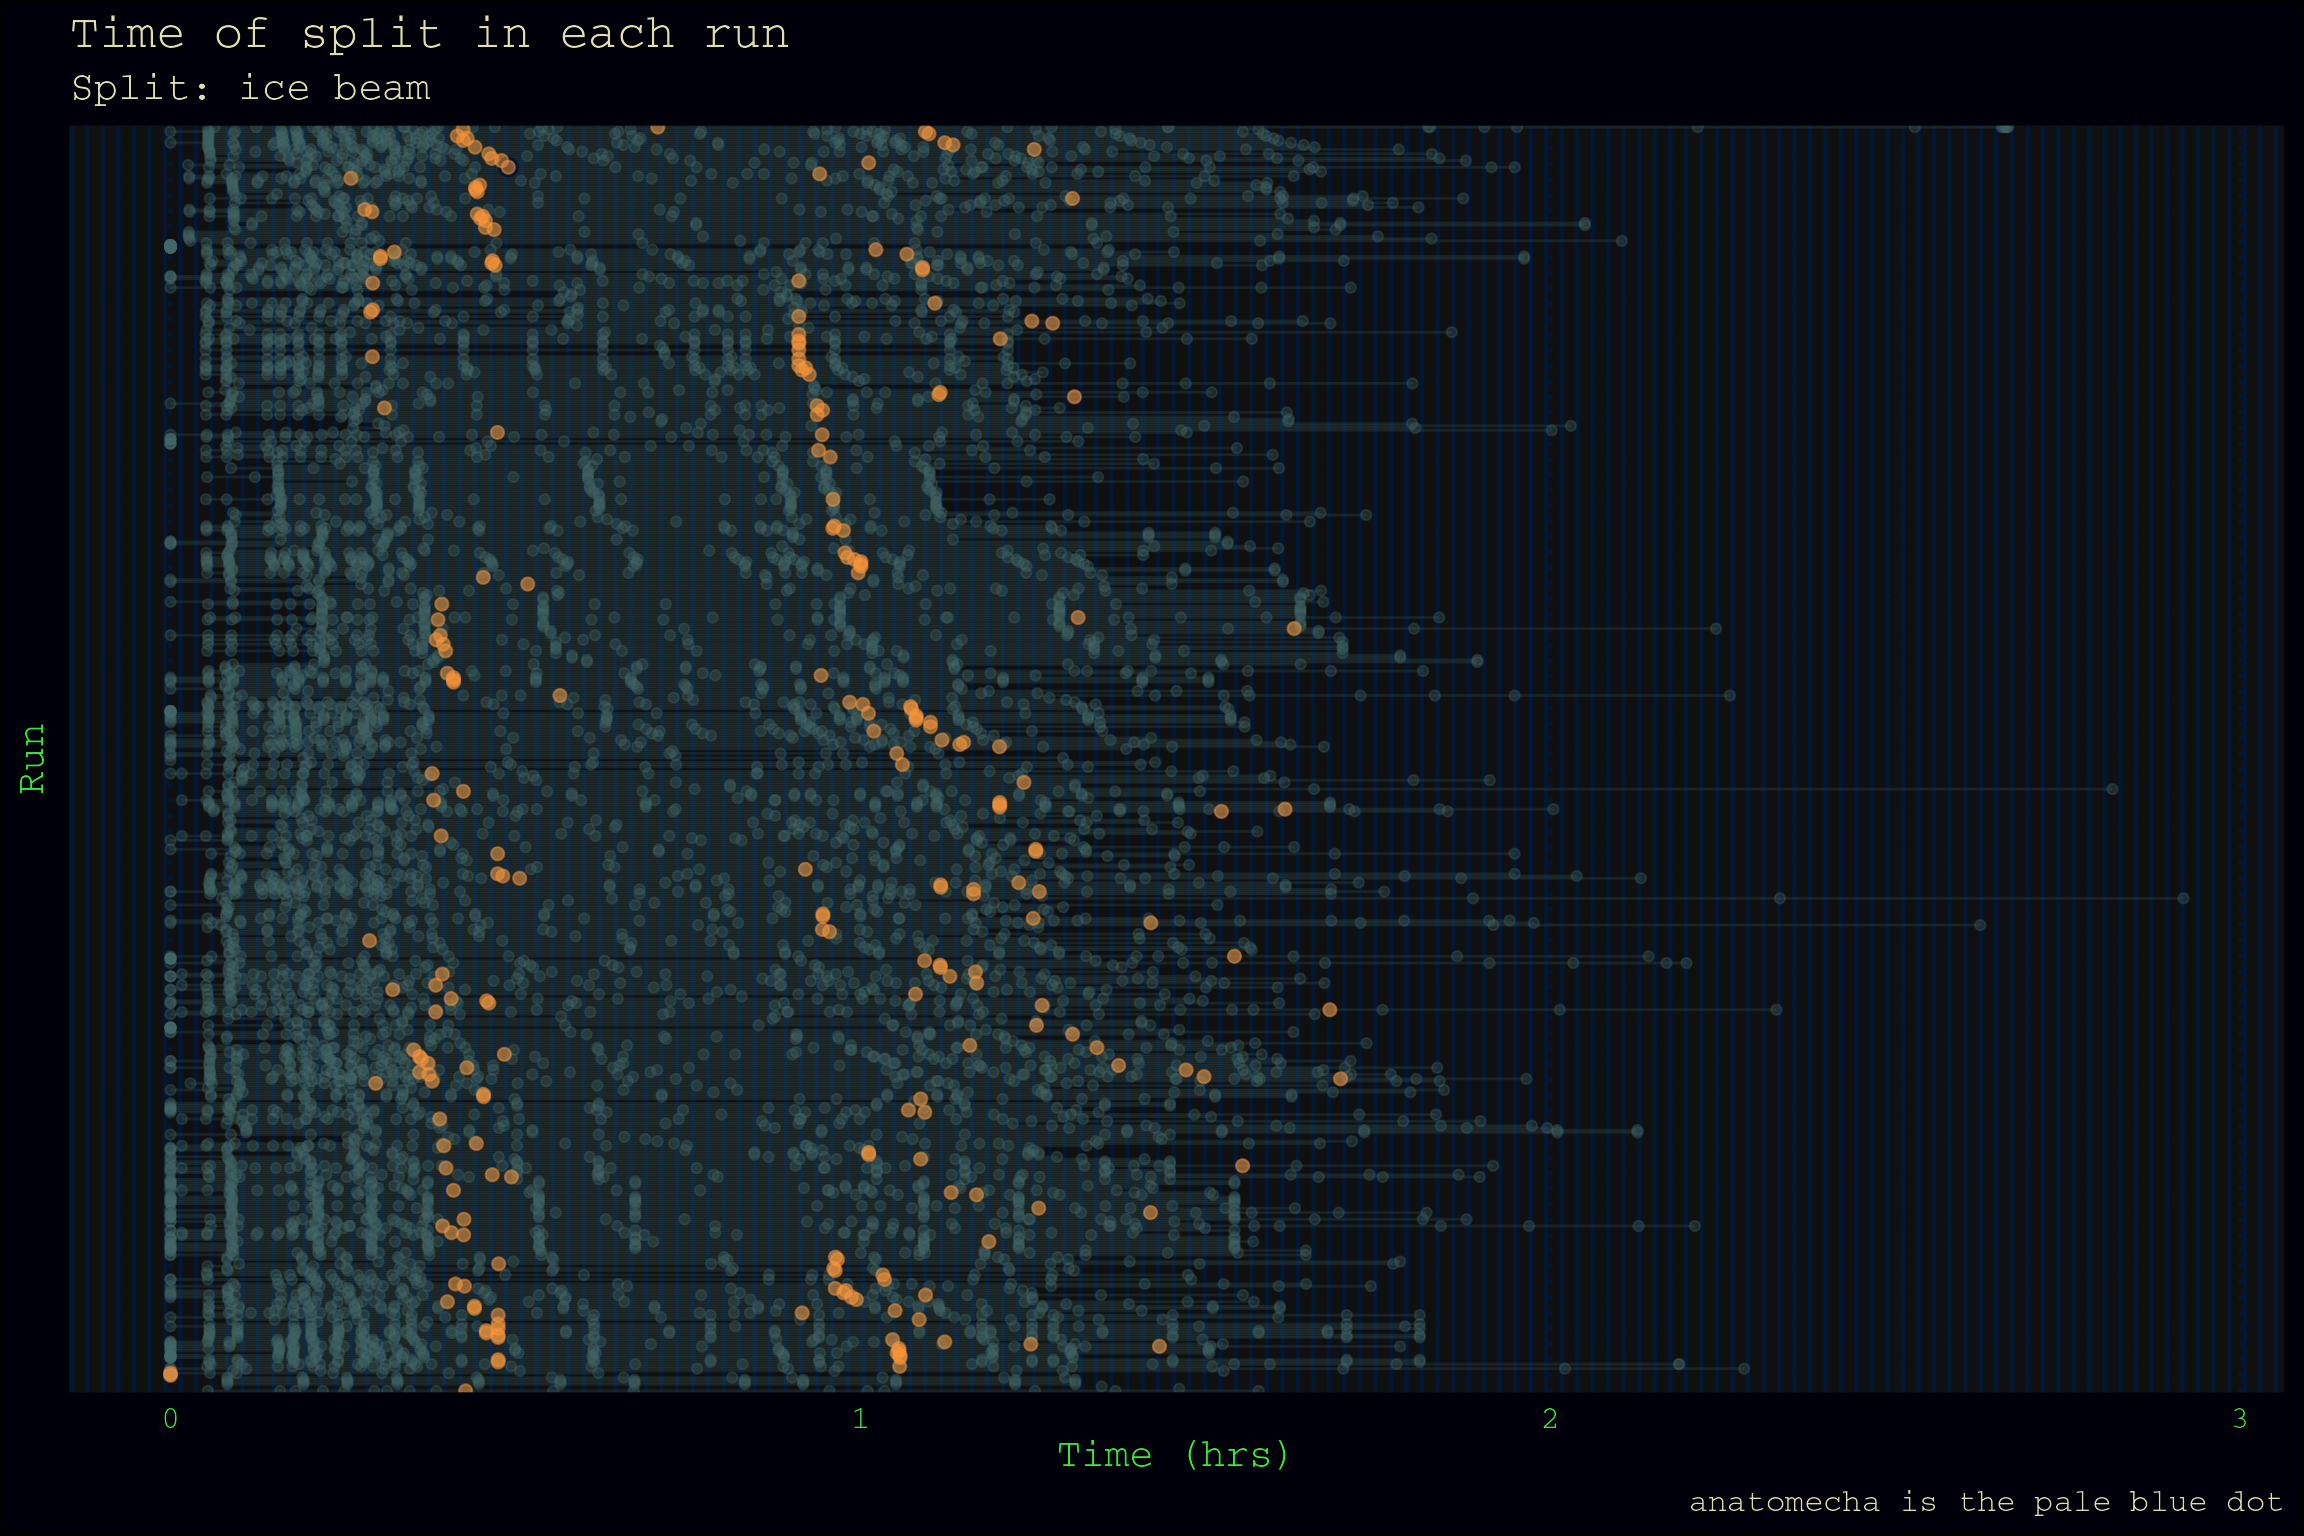 Time of split in each run
Split: ice beam
Run
0 1 2 3
Time (hrs)
anatomecha is the pale blue dot